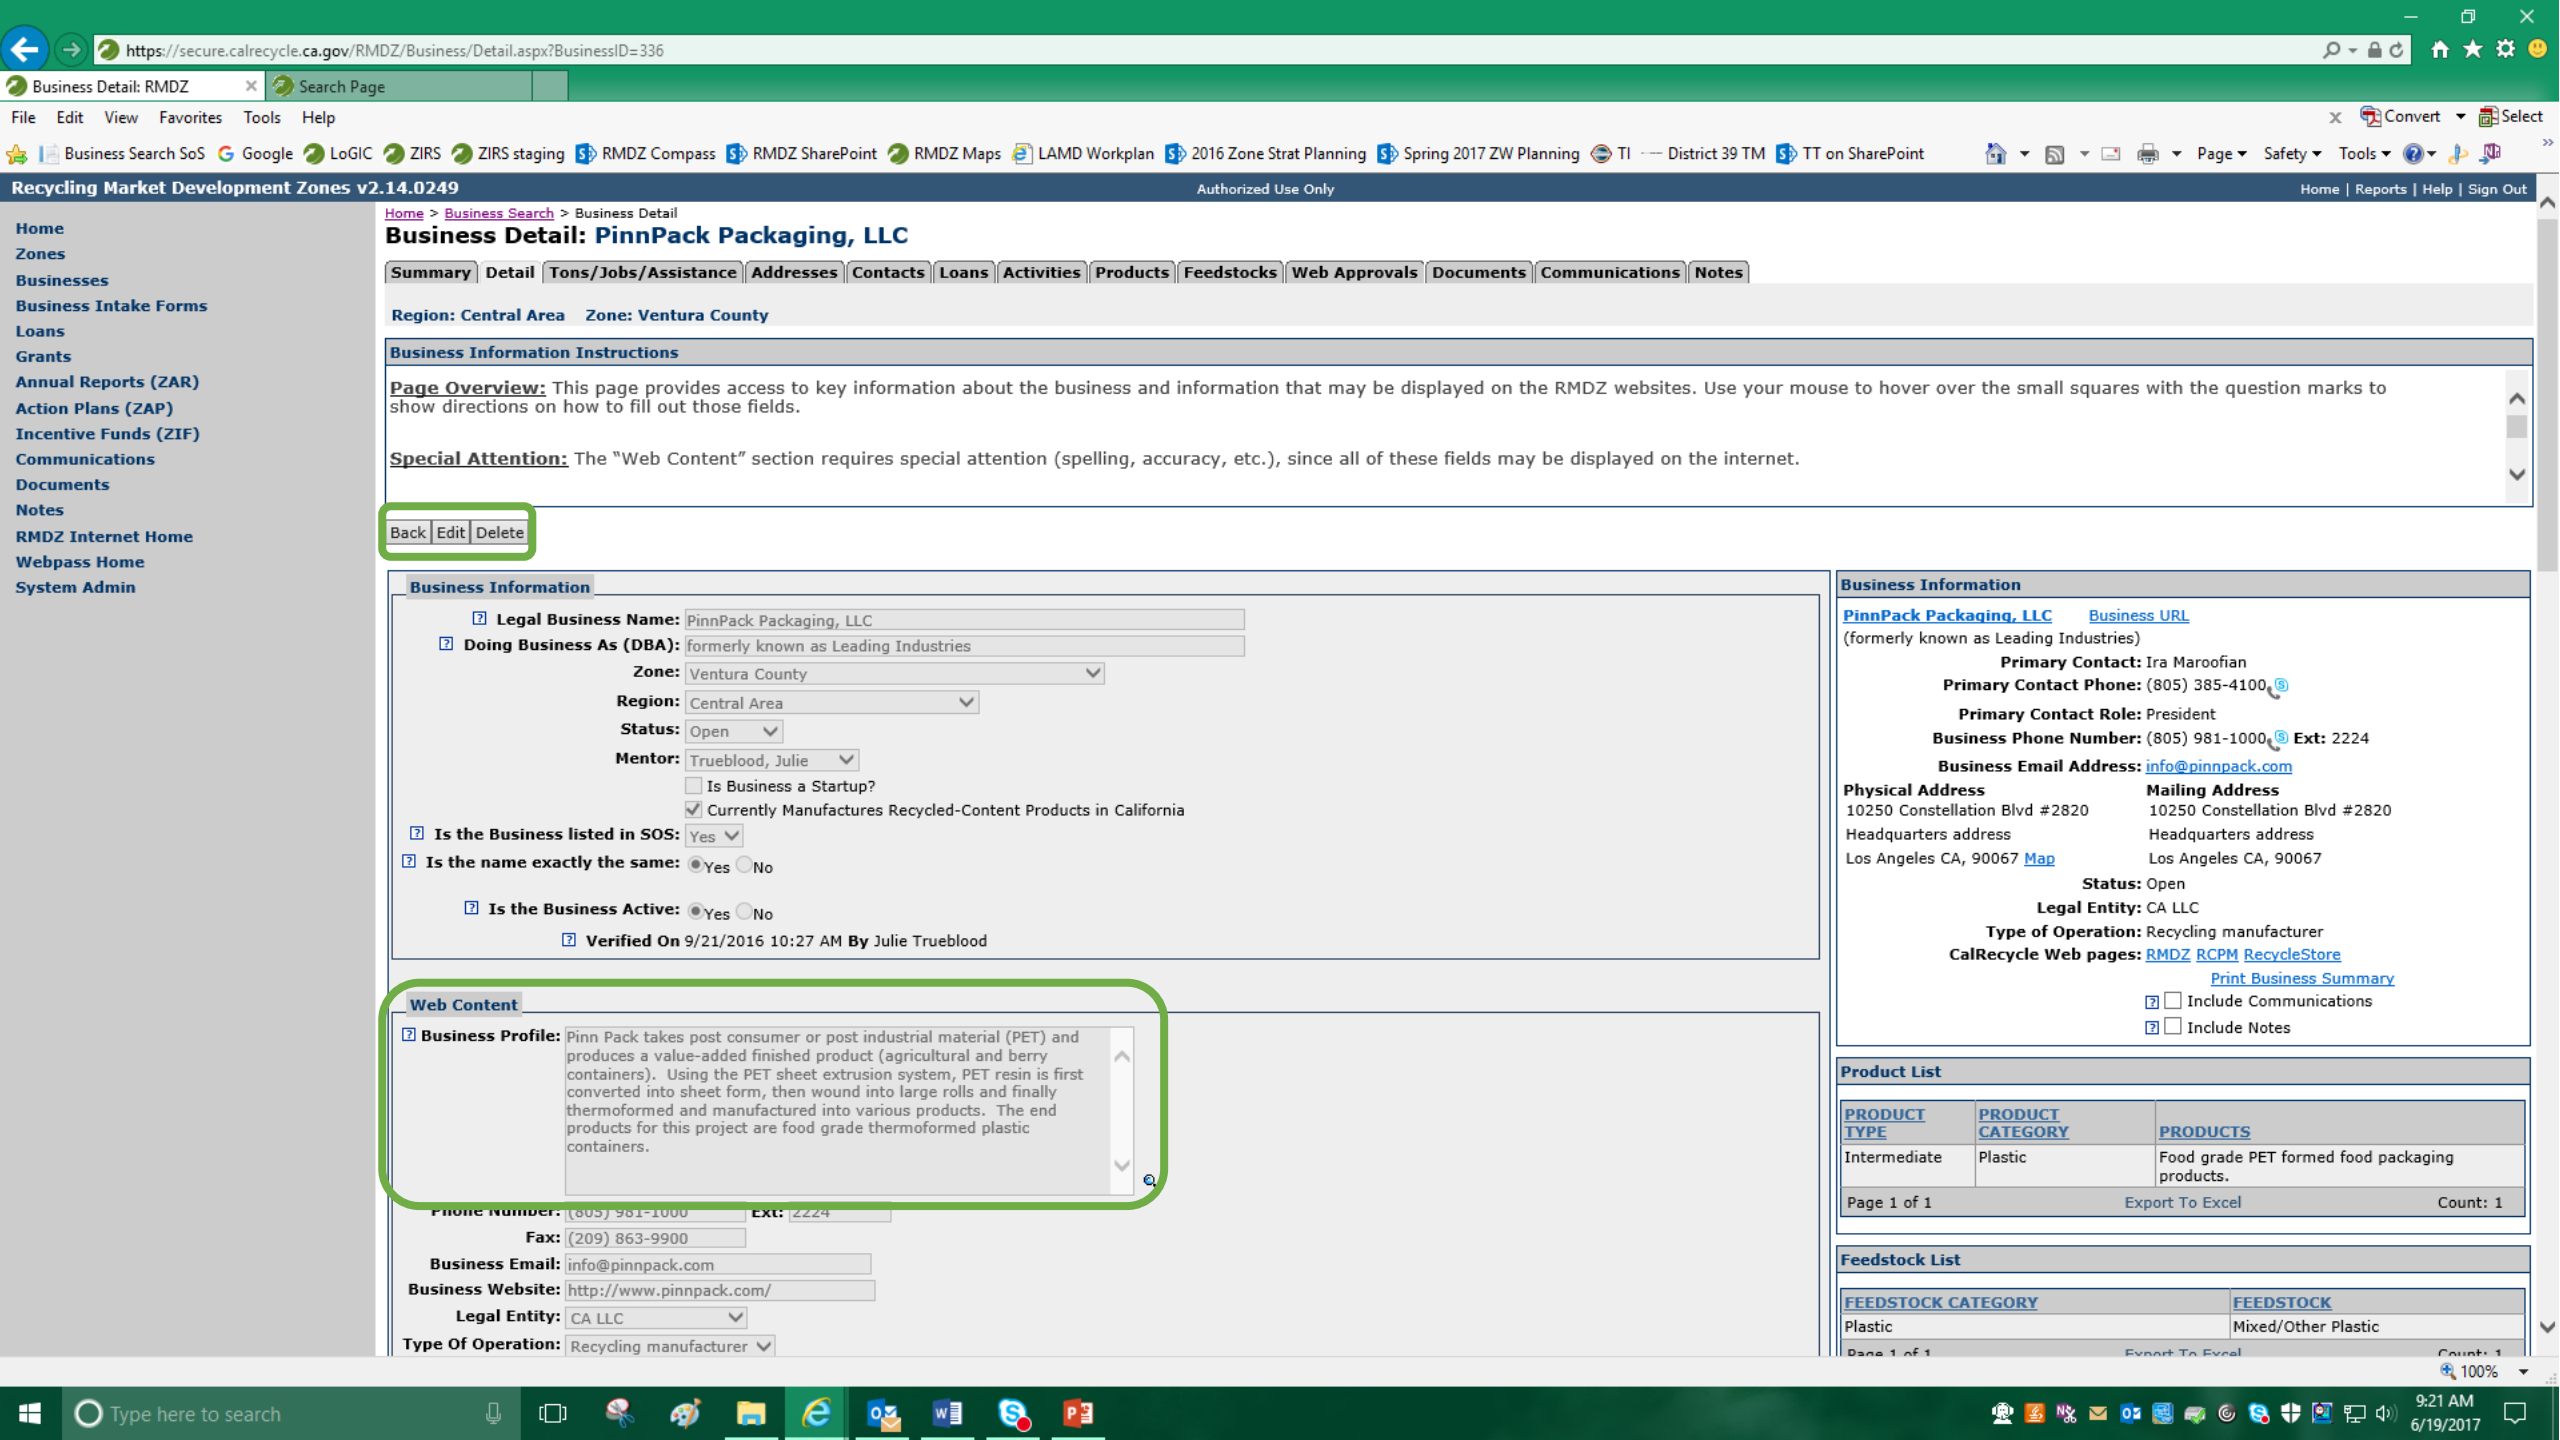 https://secure.calrecycle.ca.gov/RMDZ/Business/Detail.aspx?BusinessID=336
Business Detail: RMDZ
Search Page
File Edit View Favorites Tools Help
Convert Select
Business Search SoS Google LoGIC ZIRS ZIRS staging RMDZ Compass RMDZ SharePoint RMDZ Maps LAMD Workplan 2016 Zone Strat Planning Spring 2017 ZW Planning TI District 39 TM TT on SharePoint Page Safety Tools
Recycling Market Development Zones v2.14.0249 Authorized Use Only Home | Reports | Help | Sign Out
Home
Zones
Businesses
Business Intake Forms
Loans
Grants
Annual Reports (ZAR)
Action Plans (ZAP)
Incentive Funds (ZIF)
Communications
Documents
Notes
RMDZ Internet Home
Webpass Home
System Admin
Home > Business Search > Business Detail
Business Detail: PinnPack Packaging, LLC
Summary Detail Tons/Jobs/Assistance Addresses Contacts Loans Activities Products Feedstocks Web Approvals Documents Communications Notes
Region: Central Area Zone: Ventura County
Business Information Instructions
Page Overview: This page provides access to key information about the business and information that may be displayed on the RMDZ websites. Use your mouse to hover over the small squares with the question marks to
show directions on how to fill out those fields.
Special Attention: The "Web Content" section requires special attention (spelling, accuracy, etc.), since all of these fields may be displayed on the internet.
Back Edit Delete
Business Information
? Legal Business Name: PinnPack Packaging, LLC
? Doing Business As (DBA): formerly known as Leading Industries
Zone: Ventura County
Region: Central Area
Status: Open
Mentor: Trueblood, Julie
Is Business a Startup?
Currently Manufactures Recycled-Content Products in California
? Is the Business listed in SOS: Yes
? Is the name exactly the same: Yes No
? Is the Business Active: Yes No
? Verified On 9/21/2016 10:27 AM By Julie Trueblood
Web Content
? Business Profile: Pinn Pack takes post consumer or post industrial material (PET) and
produces a value-added finished product (agricultural and berry
containers). Using the PET sheet extrusion system, PET resin is first
converted into sheet form, then wound into large rolls and finally
thermoformed and manufactured into various products. The end
products for this project are food grade thermoformed plastic
containers.
Phone Number: (805) 981-1000 Ext: 2224
Fax: (209) 863-9900
Business Email: info@pinnpack.com
Business Website: http://www.pinnpack.com/
Legal Entity: CA LLC
Type Of Operation: Recycling manufacturer
Business Information
PinnPack Packaging, LLC Business URL
(formerly known as Leading Industries)
Primary Contact: Ira Maroofian
Primary Contact Phone: (805) 385-4100
Primary Contact Role: President
Business Phone Number: (805) 981-1000 Ext: 2224
Business Email Address: info@pinnpack.com
Physical Address Mailing Address
10250 Constellation Blvd #2820 10250 Constellation Blvd #2820
Headquarters address Headquarters address
Los Angeles CA, 90067 Map Los Angeles CA, 90067
Status: Open
Legal Entity: CA LLC
Type of Operation: Recycling manufacturer
CalRecycle Web pages: RMDZ RCPM RecycleStore
Print Business Summary
? Include Communications
? Include Notes
Product List
PRODUCT TYPE PRODUCT CATEGORY PRODUCTS
Intermediate Plastic Food grade PET formed food packaging
products.
Page 1 of 1 Export To Excel Count: 1
Feedstock List
FEEDSTOCK CATEGORY FEEDSTOCK
Plastic Mixed/Other Plastic
Page 1 of 1 Export To Excel Count: 1
100%
Type here to search
9:21 AM
6/19/2017